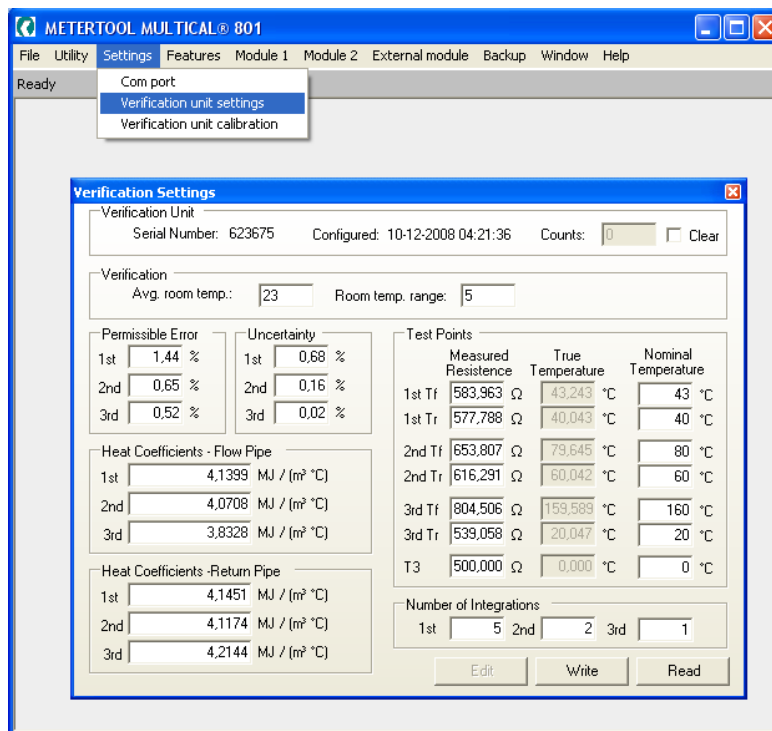 METERTOOL MULTICAL® 801
File Utility Settings Features Module 1 Module 2 External module Backup Window Help
Ready
Com port
Verification unit settings
Verification unit calibration
Verification Settings
Verification Unit
Serial Number: 623675 Configured: 10-12-2008 04:21:36 Counts: 0 Clear
Verification
Avg. room temp.: 23 Room temp. range: 5
Permissible Error
1st 1,44 %
2nd 0,65 %
3rd 0,52 %
Uncertainty
1st 0,68 %
2nd 0,16 %
3rd 0,02 %
Heat Coefficients - Flow Pipe
1st 4,1399 MJ / (m³ °C)
2nd 4,0708 MJ / (m³ °C)
3rd 3,8328 MJ / (m³ °C)
Heat Coefficients -Return Pipe
1st 4,1451 MJ / (m³ °C)
2nd 4,1174 MJ / (m³ °C)
3rd 4,2144 MJ / (m³ °C)
Test Points
Measured True Nominal
Resistence Temperature Temperature
1st Tf 583,963 Ω 43,243 °C 43 °C
1st Tr 577,788 Ω 40,043 °C 40 °C
2nd Tf 653,807 Ω 79,645 °C 80 °C
2nd Tr 616,291 Ω 60,042 °C 60 °C
3rd Tf 804,506 Ω 159,589 °C 160 °C
3rd Tr 539,058 Ω 20,047 °C 20 °C
T3 500,000 Ω 0,000 °C 0 °C
Number of Integrations
1st 5 2nd 2 3rd 1
Edit Write Read